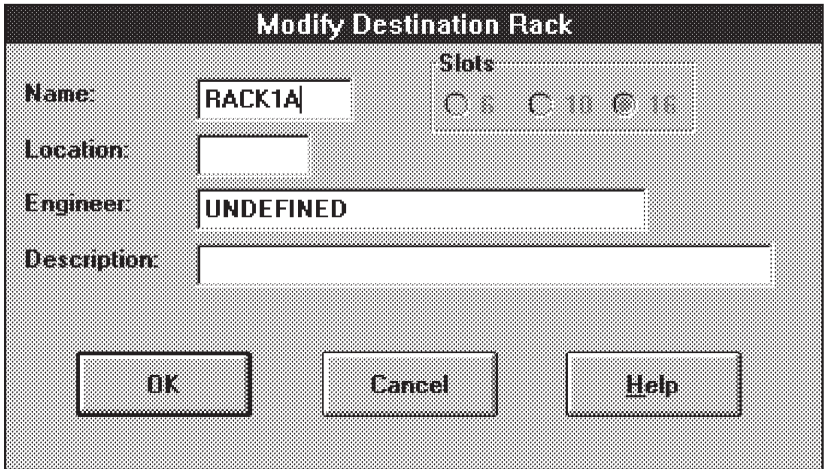 Modify Destination Rack
Slots
Name: RACK1A
6 10 16
Location:
Engineer: UNDEFINED
Description:
OK Cancel Help